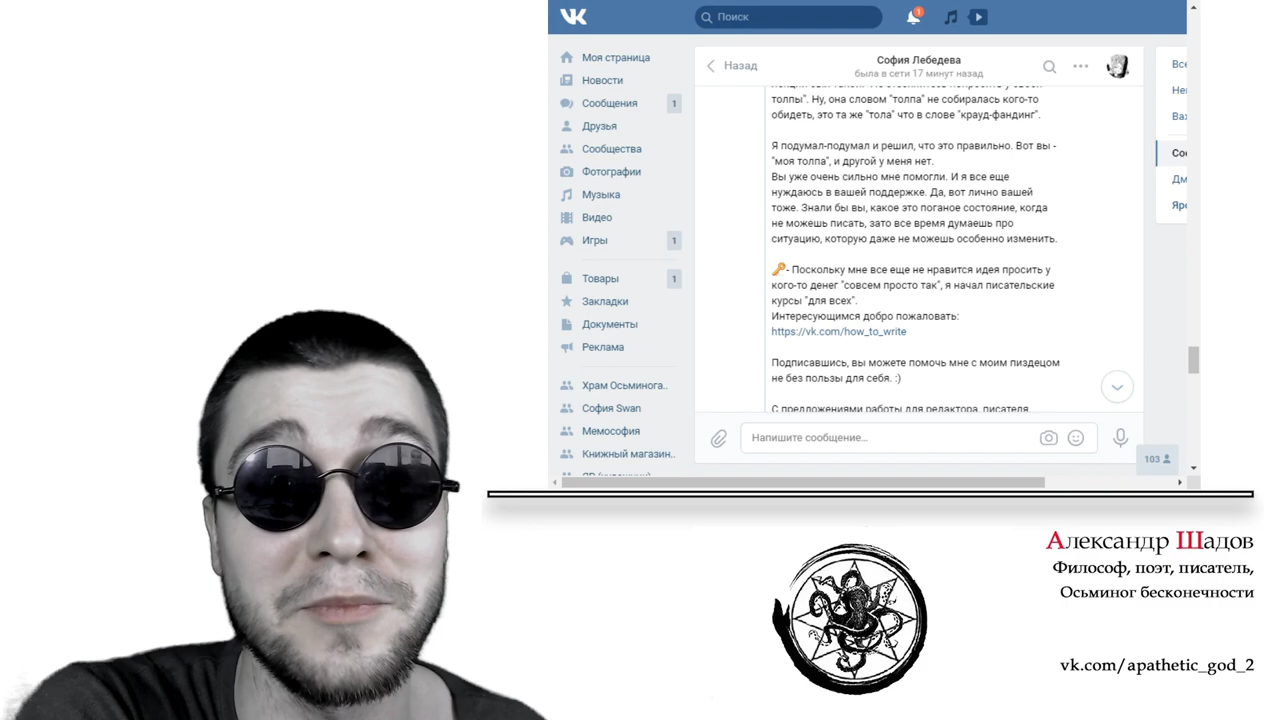 Поиск
1
Моя страница
Новости
Сообщения 1
Друзья
Сообщества
Фотографии
Музыка
Видео
Игры 1
Товары 1
Закладки
Документы
Реклама
Храм Осьминога..
София Swan
Мемософия
Книжный магазин..
Назад
София Лебедева
была в сети 17 минут назад
толпы". Ну, она словом "толпа" не собиралась кого-то
обидеть, это та же "тола" что в слове "крауд-фандинг".
Я подумал-подумал и решил, что это правильно. Вот вы -
"моя толпа", и другой у меня нет.
Вы уже очень сильно мне помогли. И я все еще
нуждаюсь в вашей поддержке. Да, вот лично вашей
тоже. Знали бы вы, какое это поганое состояние, когда
не можешь писать, зато все время думаешь про
ситуацию, которую даже не можешь особенно изменить.
- Поскольку мне все еще не нравится идея просить у
кого-то денег "совсем просто так", я начал писательские
курсы "для всех".
Интересующимся добро пожаловать:
https://vk.com/how_to_write
Подписавшись, вы можете помочь мне с моим пиздецом
не без пользы для себя. :)
С предложениями работы для редактора, писателя
Напишите сообщение...
103
Александр Шадов
Философ, поэт, писатель,
Осьминог бесконечности
vk.com/apathetic_god_2